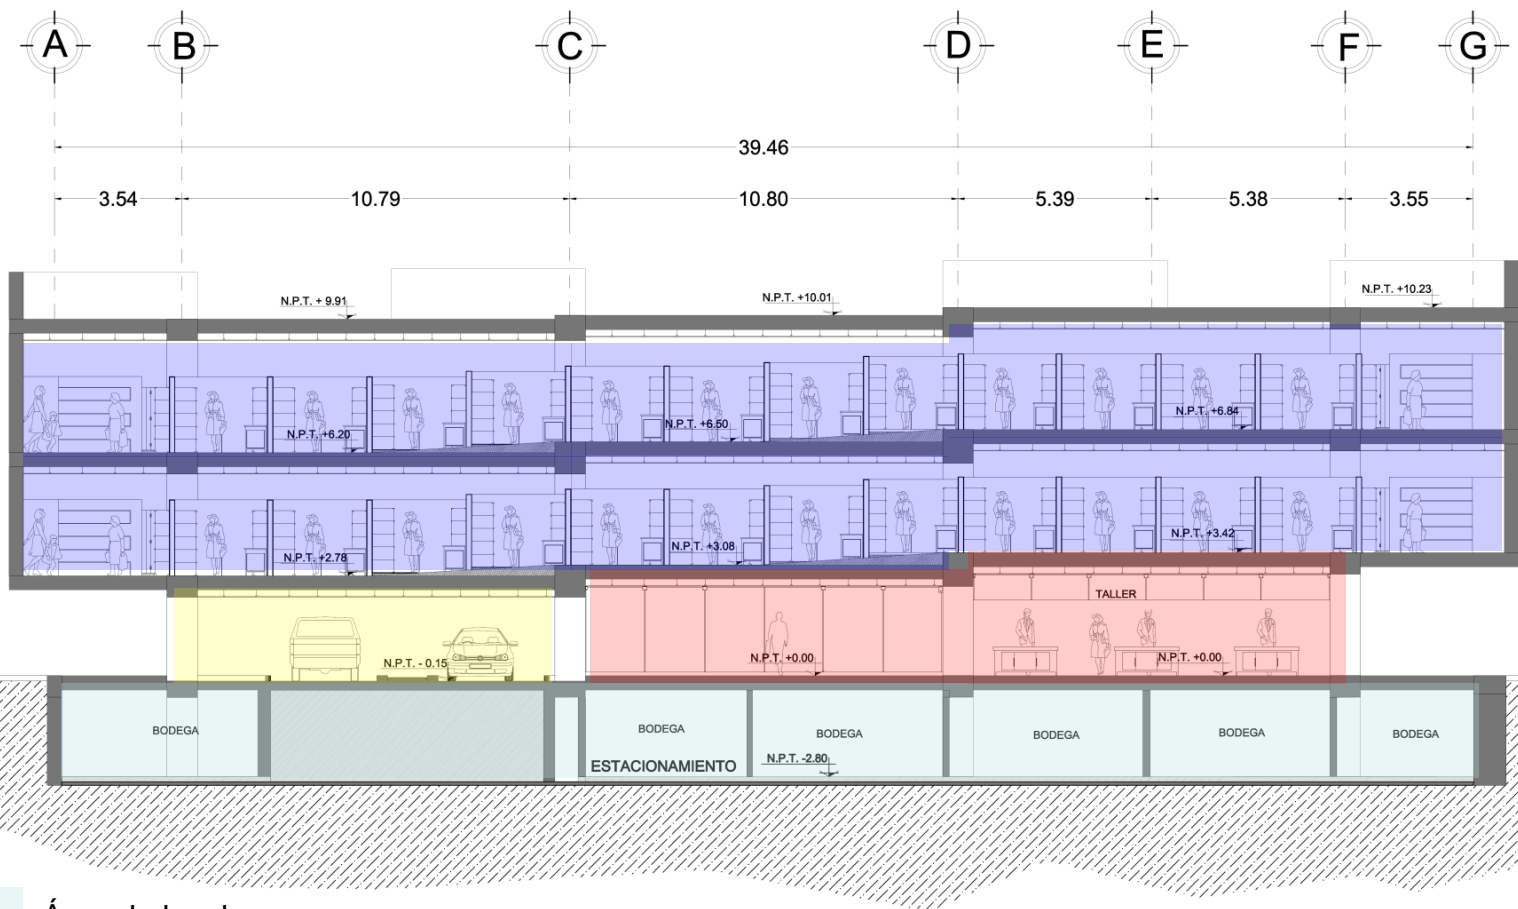 A B C D E F G
39.46
3.54 10.79 10.80 5.39 5.38 3.55
N.P.T. + 9.91 N.P.T. +10.01 N.P.T. +10.23
N.P.T. +6.20 N.P.T. +6.50 N.P.T. +6.84
N.P.T. +2.78 N.P.T. +3.08 N.P.T. +3.42
TALLER
N.P.T. - 0.15 N.P.T. +0.00 N.P.T. +0.00
BODEGA BODEGA BODEGA BODEGA BODEGA BODEGA
ESTACIONAMIENTO N.P.T. -2.80